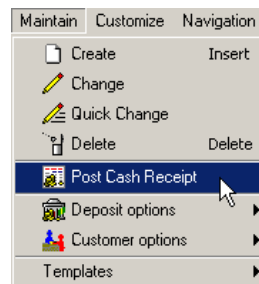 Maintain Customize Navigation
Create Insert
Change
Quick Change
Delete Delete
Post Cash Receipt
Deposit options
Customer options
Templates